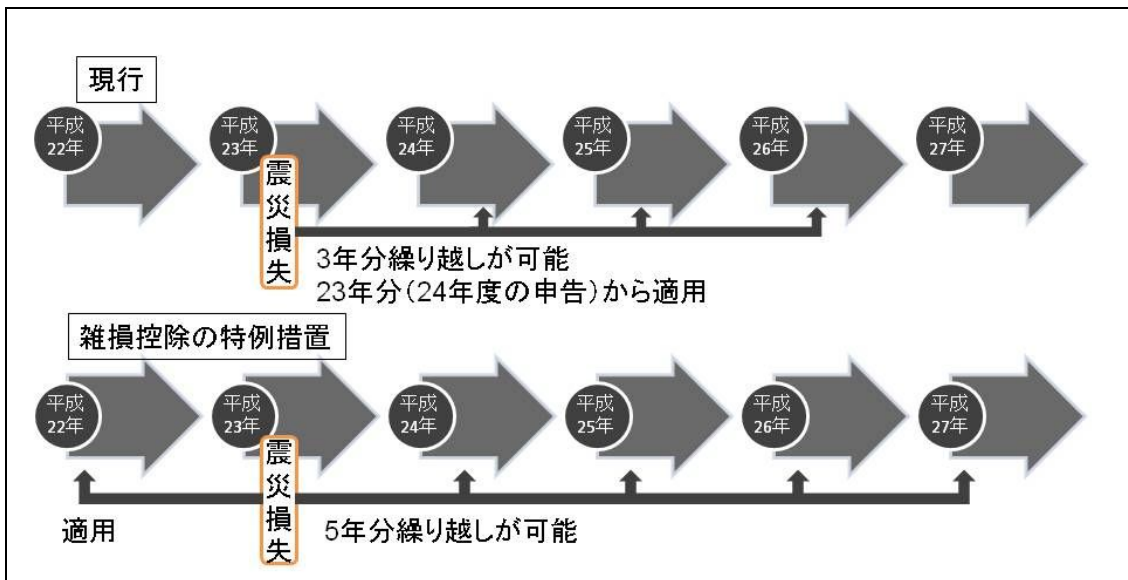 現行
平成
22年
平成
23年
平成
24年
平成
25年
平成
26年
平成
27年
震災損失
3年分繰り越しが可能
23年分(24年度の申告)から適用
雑損控除の特例措置
平成
22年
平成
23年
平成
24年
平成
25年
平成
26年
平成
27年
震災損失
適用
5年分繰り越しが可能